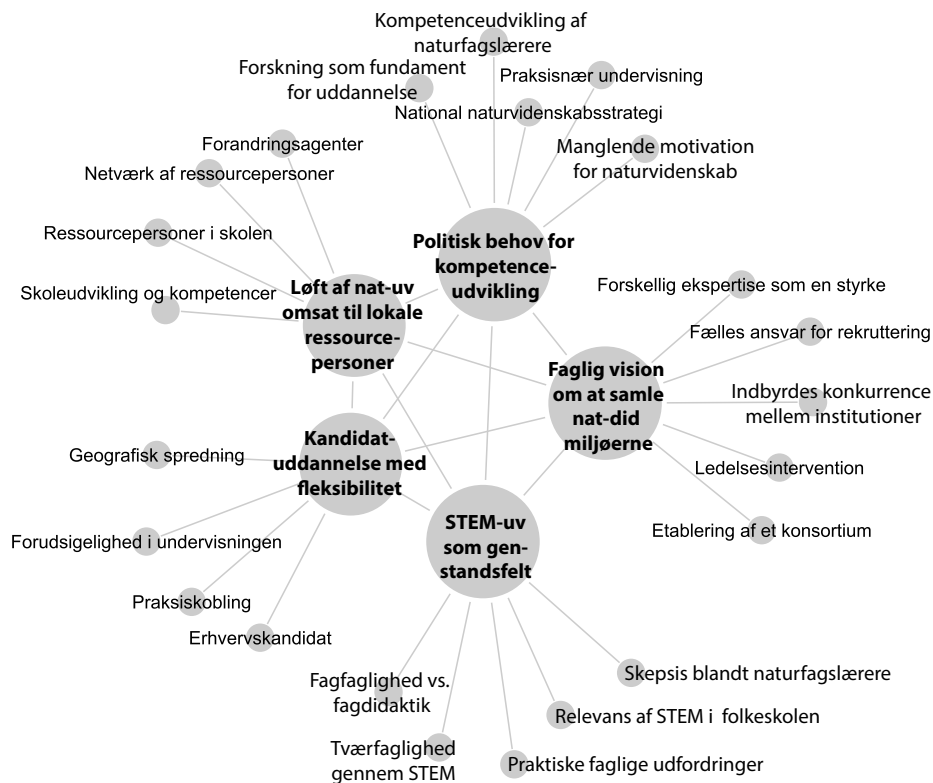 Kompetenceudvikling af
naturfagslærere
Forskning som fundament
for uddannelse
Praksisnær undervisning
National naturvidenskabsstrategi
Manglende motivation
for naturvidenskab
Forandringsagenter
Netværk af ressourcepersoner
Ressourcepersoner i skolen
Skoleudvikling og kompetencer
Politisk behov for
kompetence-
udvikling
Løft af nat-uv
omsat til lokale
ressource-
personer
Forskellig ekspertise som en styrke
Fælles ansvar for rekruttering
Indbyrdes konkurrence
mellem institutioner
Ledelsesintervention
Etablering af et konsortium
Faglig vision
om at samle
nat-did
miljøerne
Kandidat-
uddannelse med
fleksibilitet
Geografisk spredning
Forudsigelighed i undervisningen
Praksiskobling
Erhvervskandidat
STEM-uv
som gen-
standsfelt
Fagfaglighed vs.
fagdidaktik
Tværfaglighed
gennem STEM
Skepsis blandt naturfagslærere
Relevans af STEM i folkeskolen
Praktiske faglige udfordringer